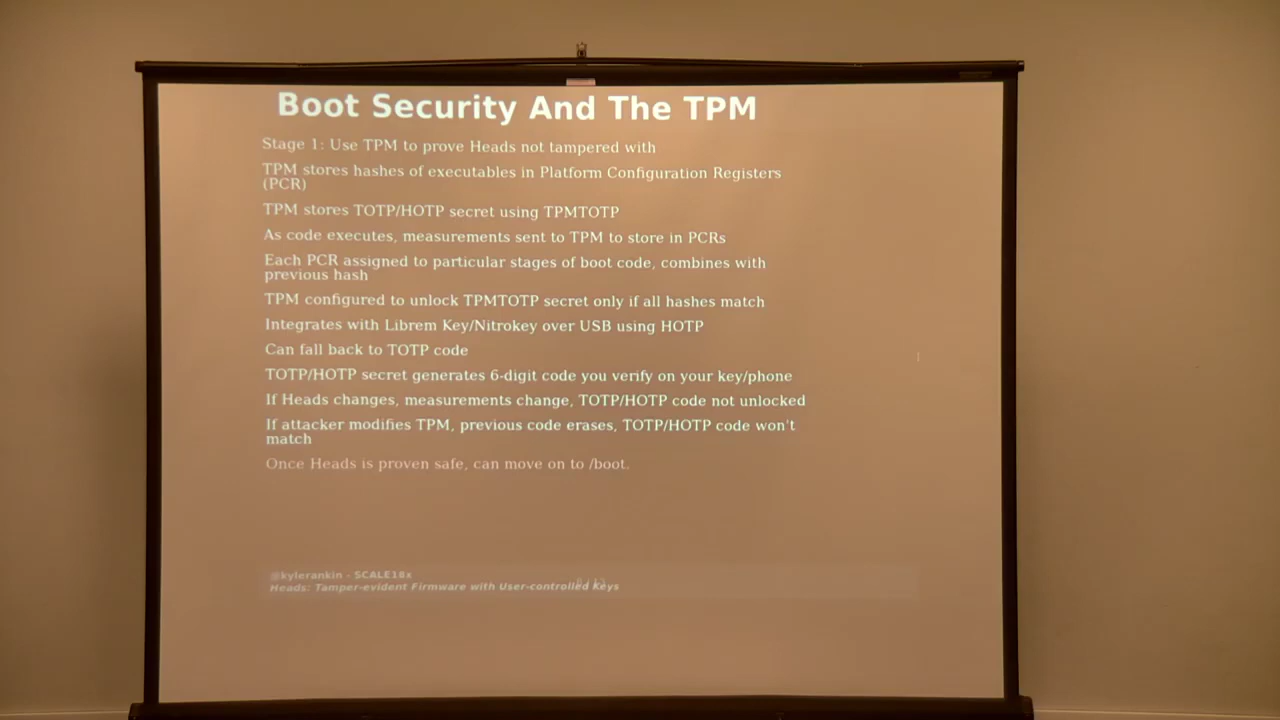 Boot Security And The TPM
Stage 1: Use TPM to prove Heads not tampered with
TPM stores hashes of executables in Platform Configuration Registers
(PCR)
TPM stores TOTP/HOTP secret using TPMTOTP
As code executes, measurements sent to TPM to store in PCRs
Each PCR assigned to particular stages of boot code, combines with
previous hash
TPM configured to unlock TPMTOTP secret only if all hashes match
Integrates with Librem Key/Nitrokey over USB using HOTP
Can fall back to TOTP code
TOTP/HOTP secret generates 6-digit code you verify on your key/phone
If Heads changes, measurements change, TOTP/HOTP code not unlocked
If attacker modifies TPM, previous code erases, TOTP/HOTP code won't
match
Once Heads is proven safe, can move on to /boot.
@kylerankin - SCALE18x
Heads: Tamper-evident Firmware with User-controlled Keys